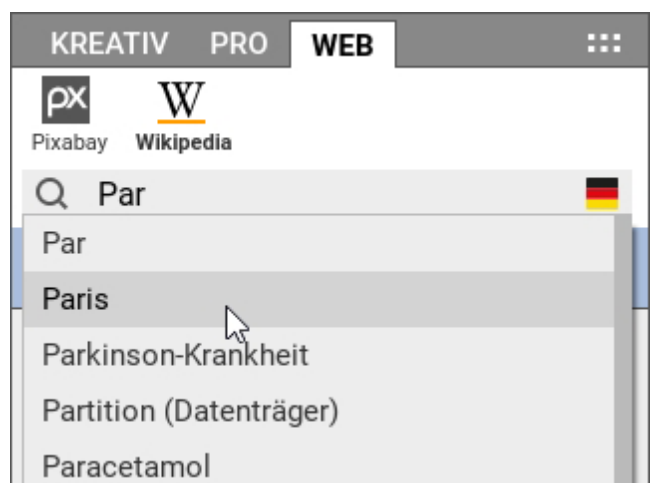 KREATIV PRO WEB
px W
Pixabay Wikipedia
Par
Par
Paris
Parkinson-Krankheit
Partition (Datenträger)
Paracetamol